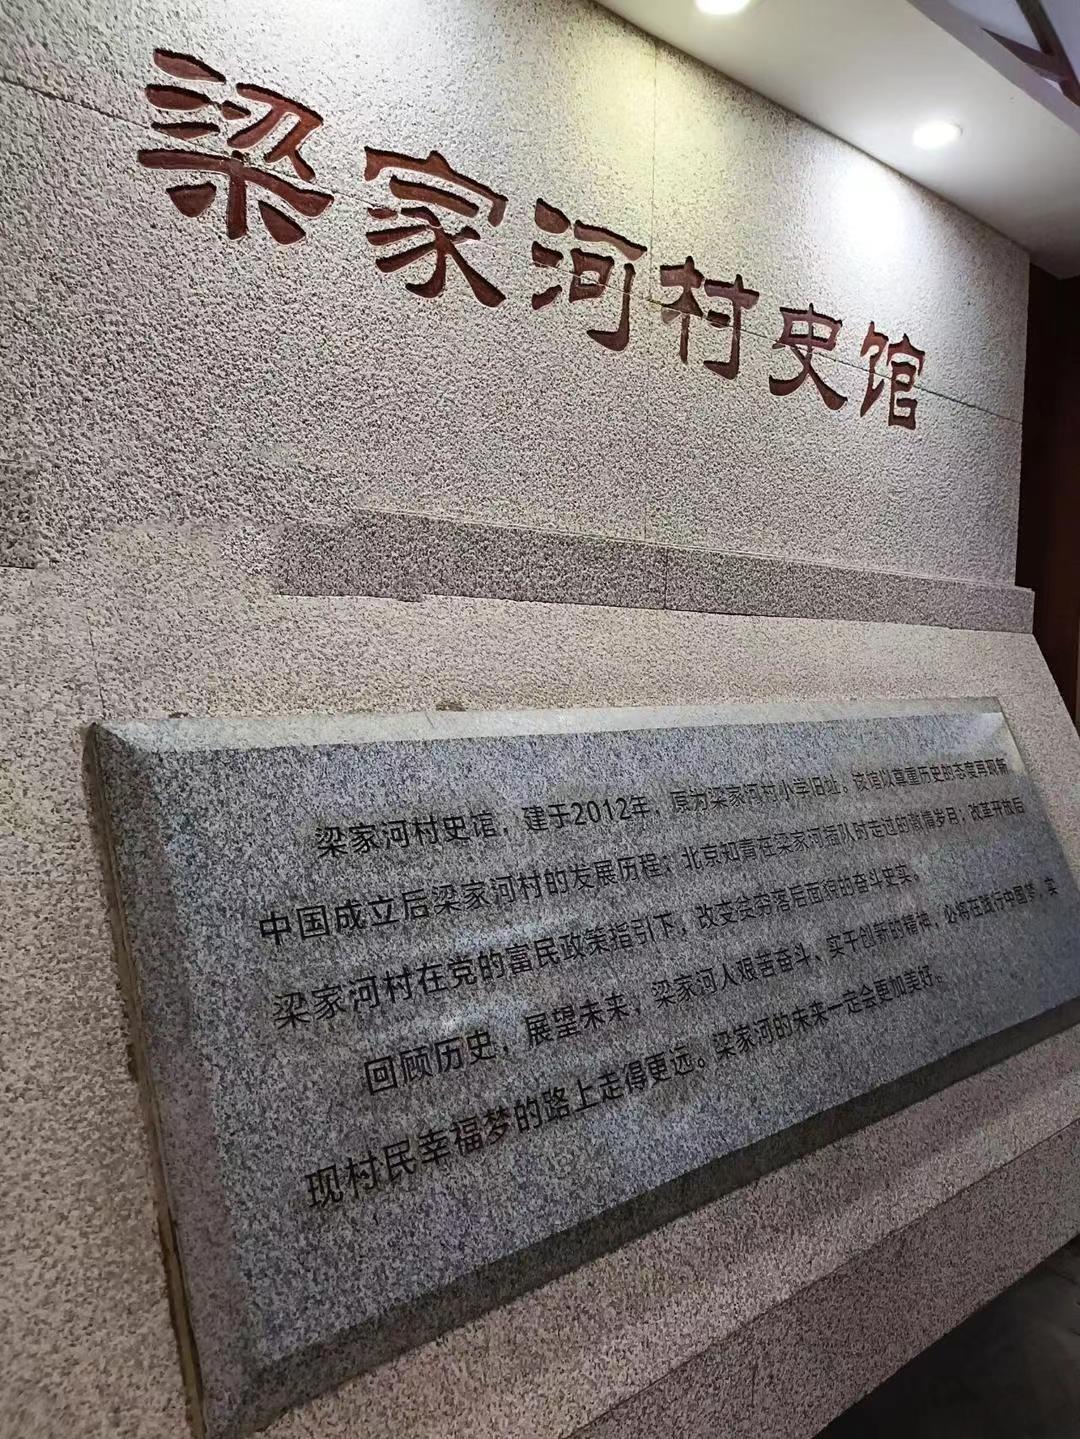 梁家河村史馆
梁家河村史馆，建于2012年，原为梁家河村小学旧址。该馆以尊重历史的态度再现新
中国成立后梁家河村的发展历程；北京知青在梁家河插队时走过的激情岁月；改革开放后
梁家河村在党的富民政策指引下，改变贫穷落后面貌的奋斗史实。
回顾历史，展望未来，梁家河人艰苦奋斗、实干创新的精神，必将在践行中国梦、实
现村民幸福梦的路上走得更远。梁家河的未来一定会更加美好。